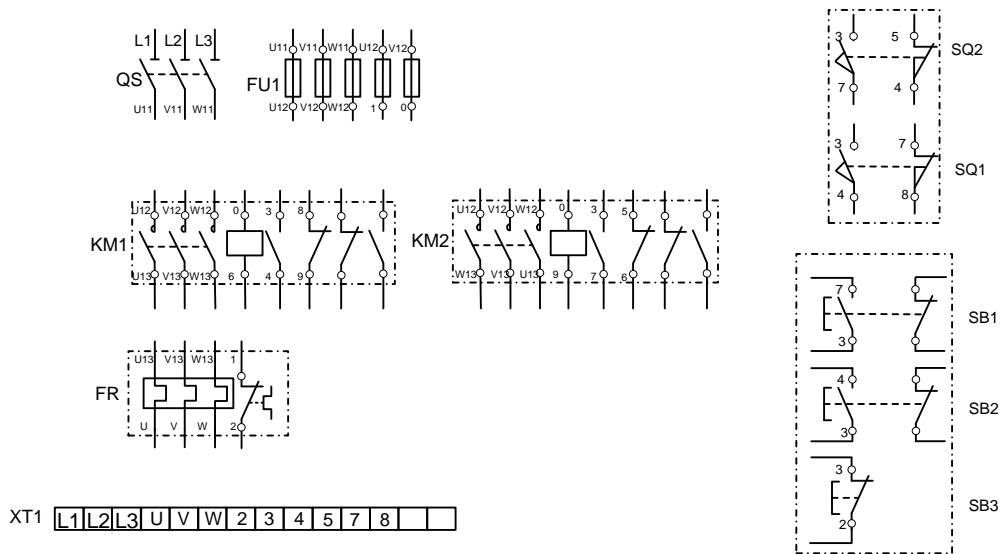 L1 L2 L3
QS
U11 V11 W11
U11 V11 W11 U12 V12
FU1
U12 V12 W12 1 0
3 5
SQ2
7 4
3 7
SQ1
4 8
U12 V12 W12 0 3 8
KM1
U13 V13 W13 6 4 9
U12 V12 W12 0 3 5
KM2
W13 V13 U13 9 7 6
7
SB1
3
4
SB2
3
3
SB3
2
U13 V13 W13 1
FR
U V W 2
XT1 L1 L2 L3 U V W 2 3 4 5 7 8